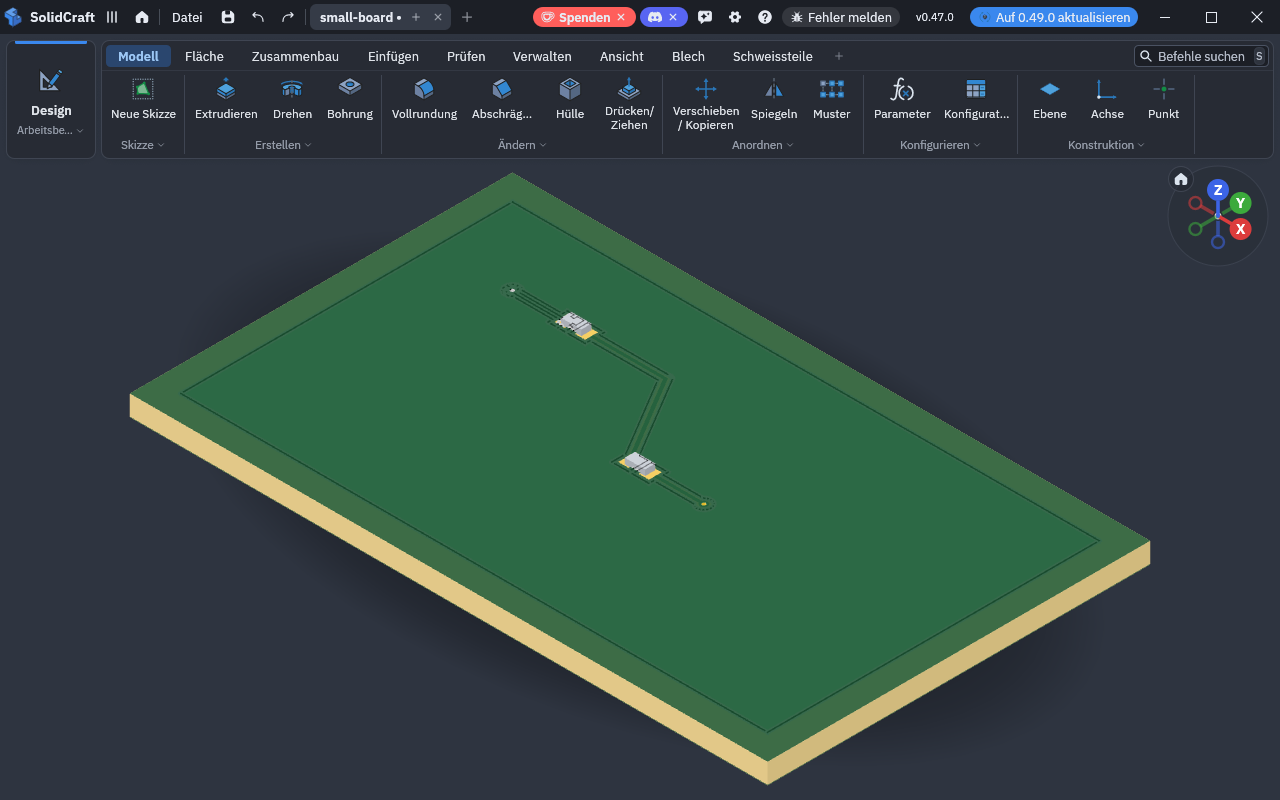 SolidCraft
Datei
small-board •
Spenden
Fehler melden
v0.47.0
Auf 0.49.0 aktualisieren
Design
Arbeitsbe...
Modell
Fläche
Zusammenbau
Einfügen
Prüfen
Verwalten
Ansicht
Blech
Schweissteile
Befehle suchen
S
Neue Skizze
Extrudieren
Drehen
Bohrung
Vollrundung
Abschräg...
Hülle
Drücken/
Ziehen
Verschieben
/ Kopieren
Spiegeln
Muster
Parameter
Konfigurat...
Ebene
Achse
Punkt
Skizze
Erstellen
Ändern
Anordnen
Konfigurieren
Konstruktion
Z
Y
X